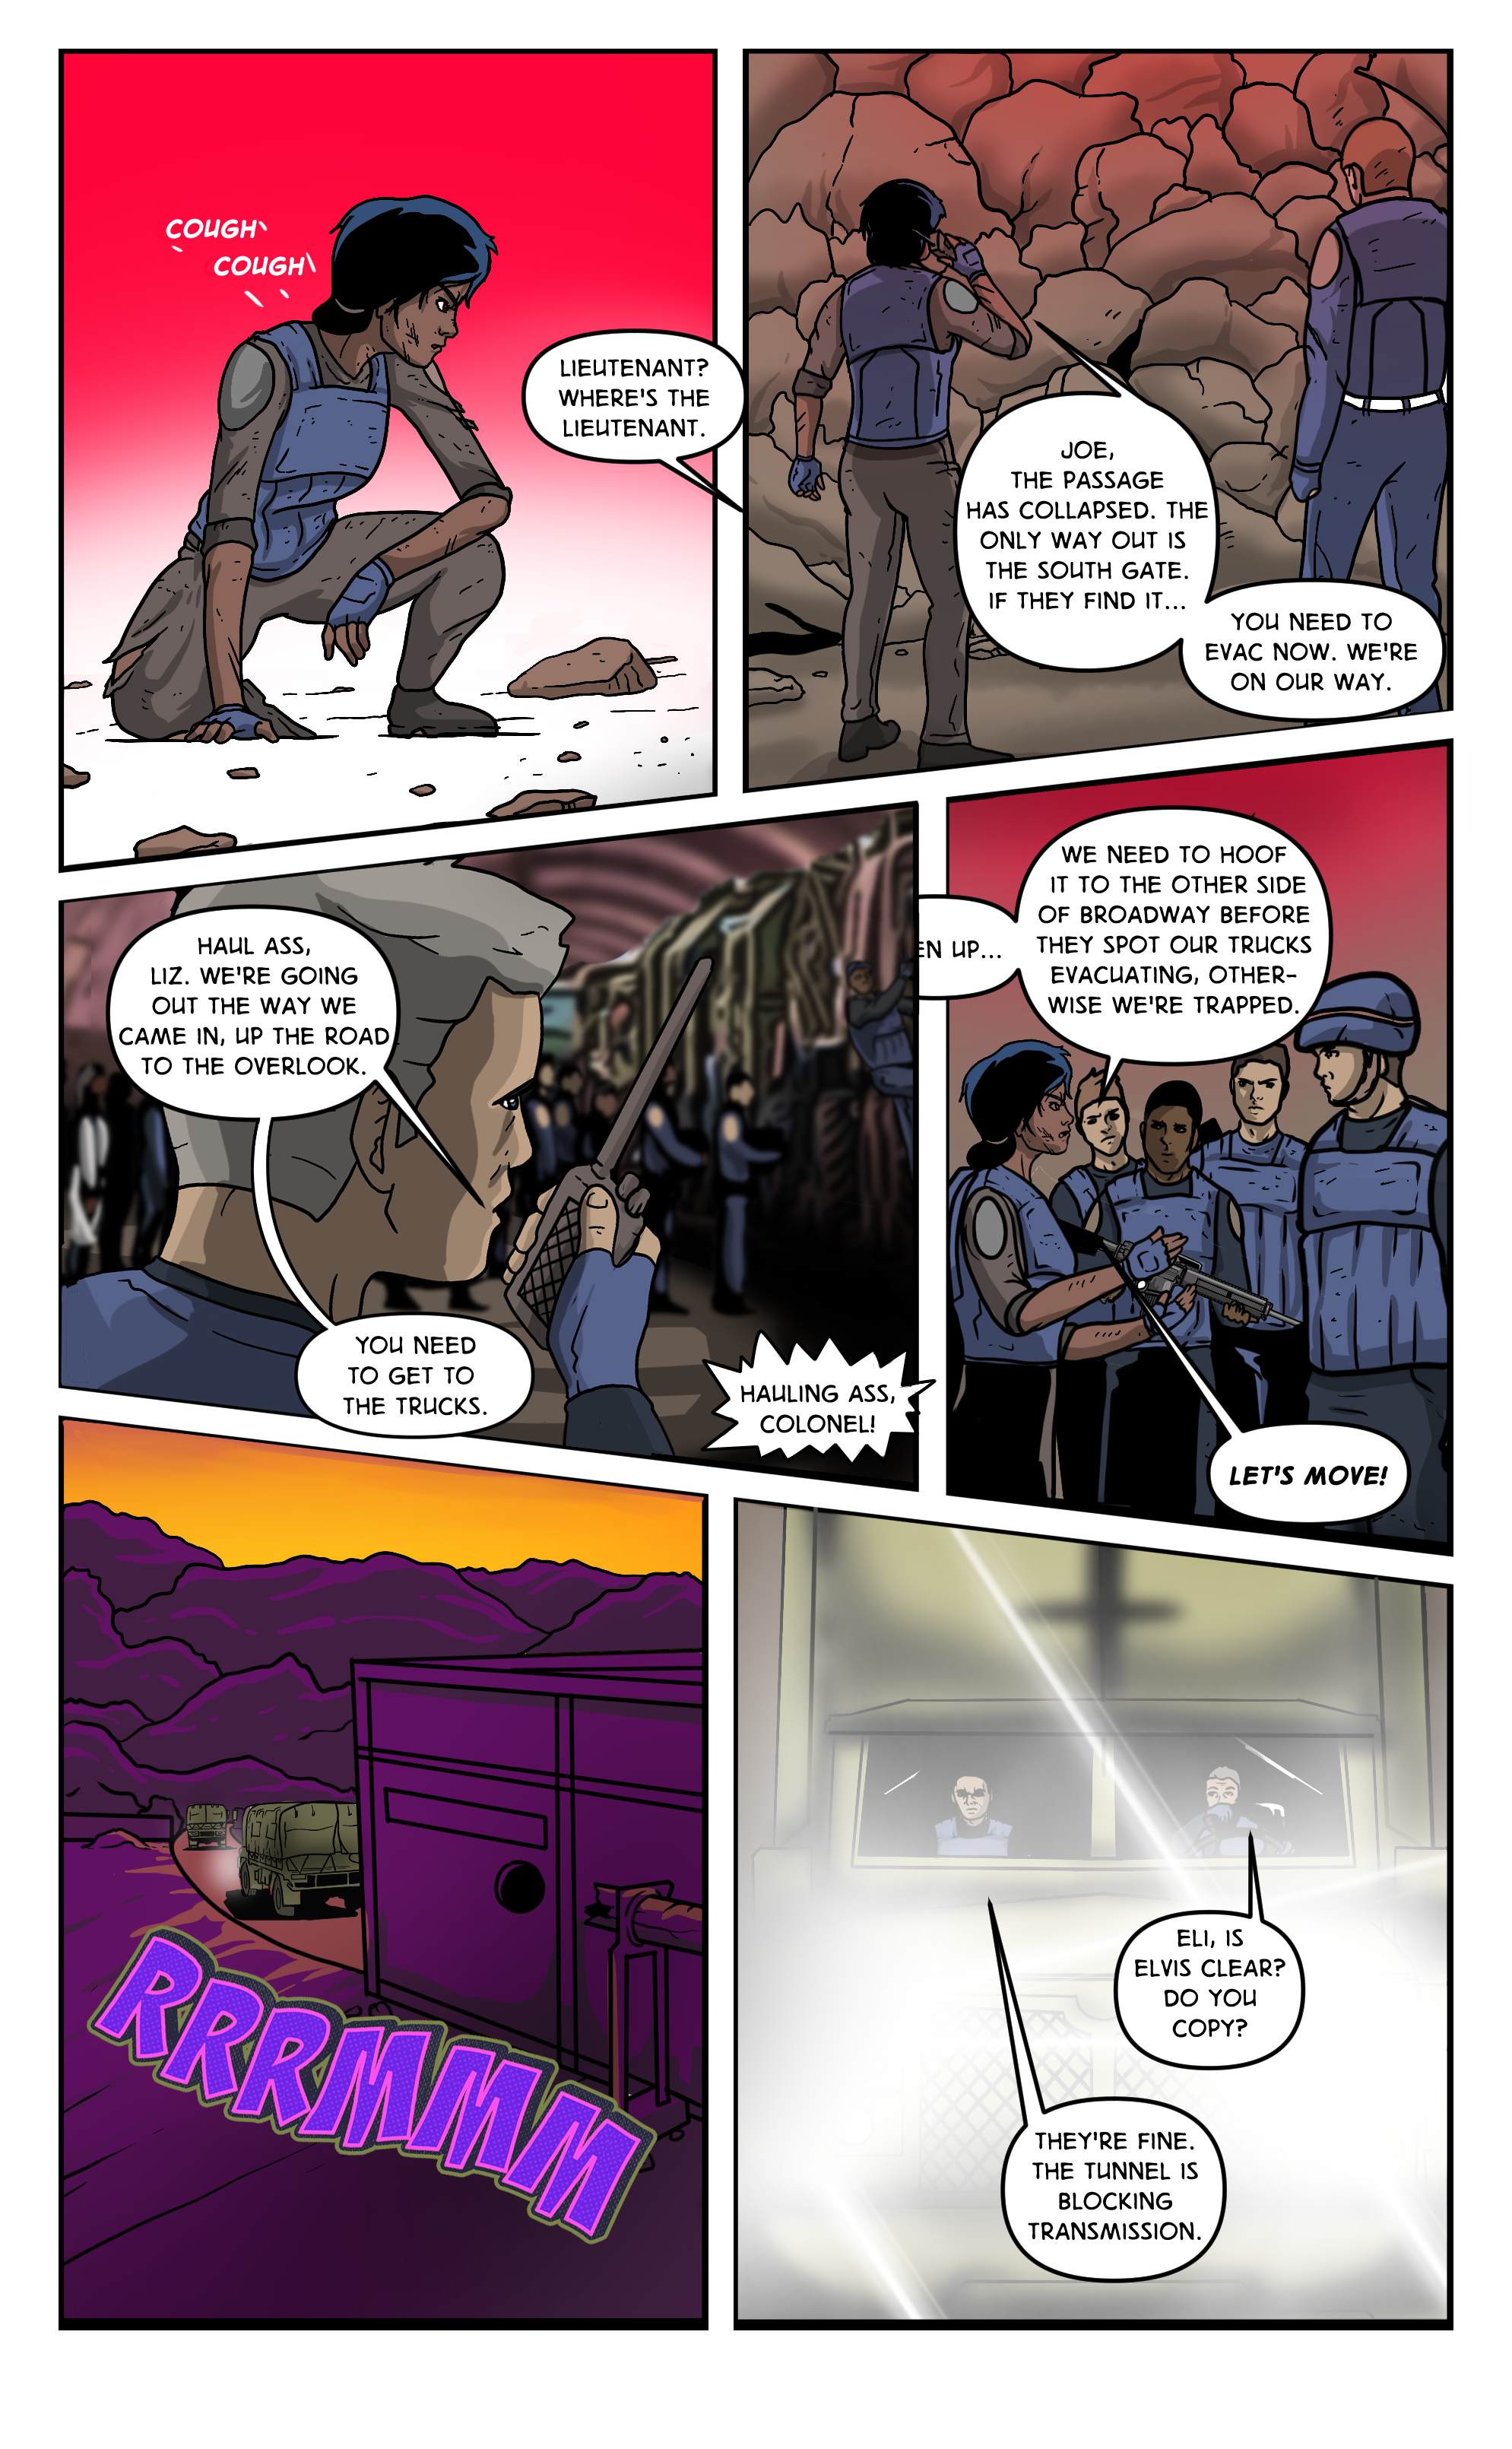 COUGH
COUGH
LIEUTENANT?
WHERE'S THE
LIEUTENANT.
JOE,
THE PASSAGE
HAS COLLAPSED. THE
ONLY WAY OUT IS
THE SOUTH GATE.
IF THEY FIND IT...
YOU NEED TO
EVAC NOW. WE'RE
ON OUR WAY.
HAUL ASS,
LIZ. WE'RE GOING
OUT THE WAY WE
CAME IN, UP THE ROAD
TO THE OVERLOOK.
YOU NEED
TO GET TO
THE TRUCKS.
HAULING ASS,
COLONEL!
EN UP...
WE NEED TO HOOF
IT TO THE OTHER SIDE
OF BROADWAY BEFORE
THEY SPOT OUR TRUCKS
EVACUATING, OTHER-
WISE WE'RE TRAPPED.
LET'S MOVE!
RRRMMMM
ELI, IS
ELVIS CLEAR?
DO YOU
COPY?
THEY'RE FINE.
THE TUNNEL IS
BLOCKING
TRANSMISSION.